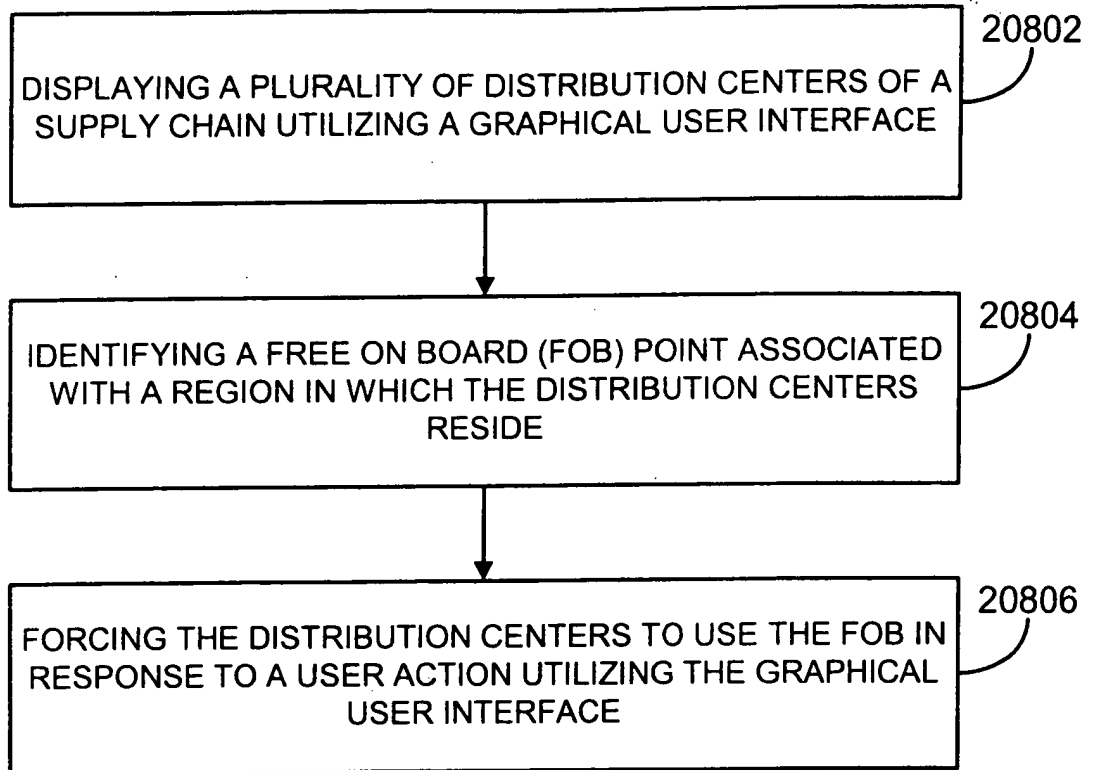 20802
DISPLAYING A PLURALITY OF DISTRIBUTION CENTERS OF A
SUPPLY CHAIN UTILIZING A GRAPHICAL USER INTERFACE
20804
IDENTIFYING A FREE ON BOARD (FOB) POINT ASSOCIATED
WITH A REGION IN WHICH THE DISTRIBUTION CENTERS
RESIDE
20806
FORCING THE DISTRIBUTION CENTERS TO USE THE FOB IN
RESPONSE TO A USER ACTION UTILIZING THE GRAPHICAL
USER INTERFACE